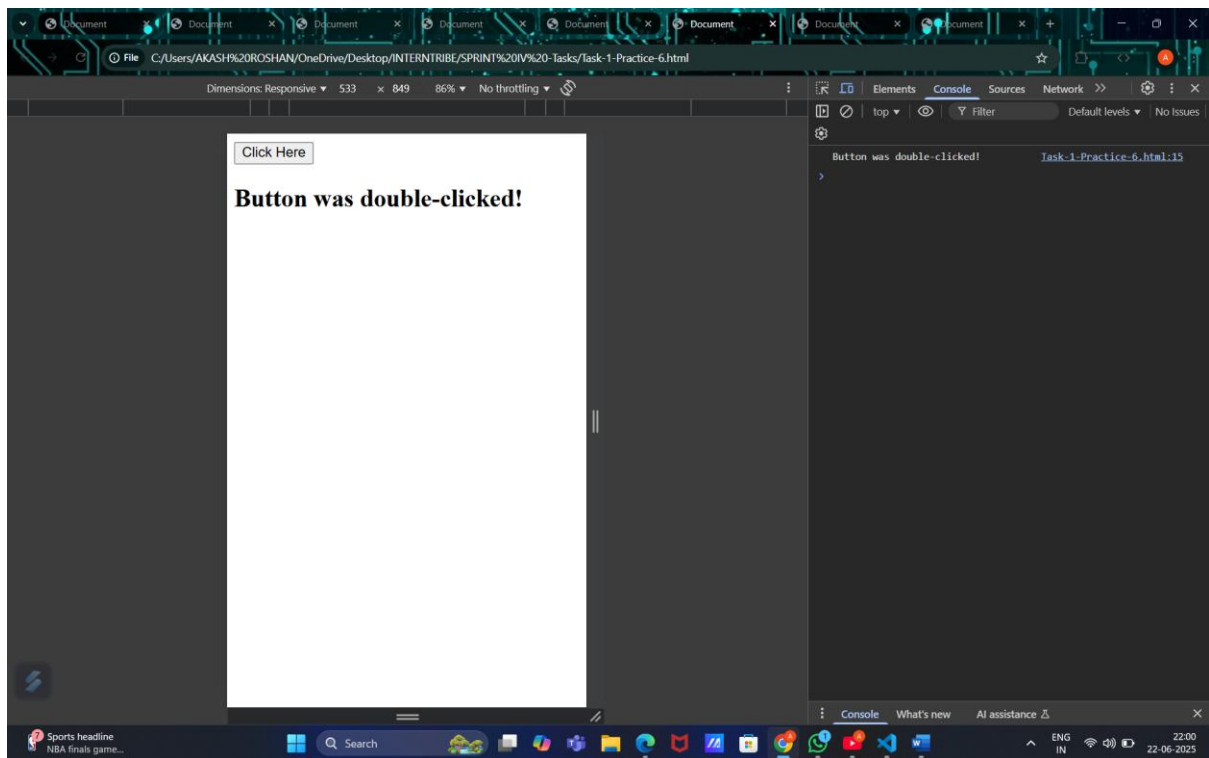 Document Document Document Document Document Document Document Document
File C:/Users/AKASH%20ROSHAN/OneDrive/Desktop/INTERNTRIBE/SPRINT%20IV%20-Tasks/Task-1-Practice-6.html A
Dimensions: Responsive ▼ 533 × 849 86% ▼ No throttling ▼
Elements Console Sources Network >>
top ▼ Filter Default levels ▼ No Issues
Click Here
Button was double-clicked!
Button was double-clicked! Task-1-Practice-6.html:15
>
Console What's new AI assistance
Sports headline
NBA finals game...
Search
ENG
IN
22:00
22-06-2025